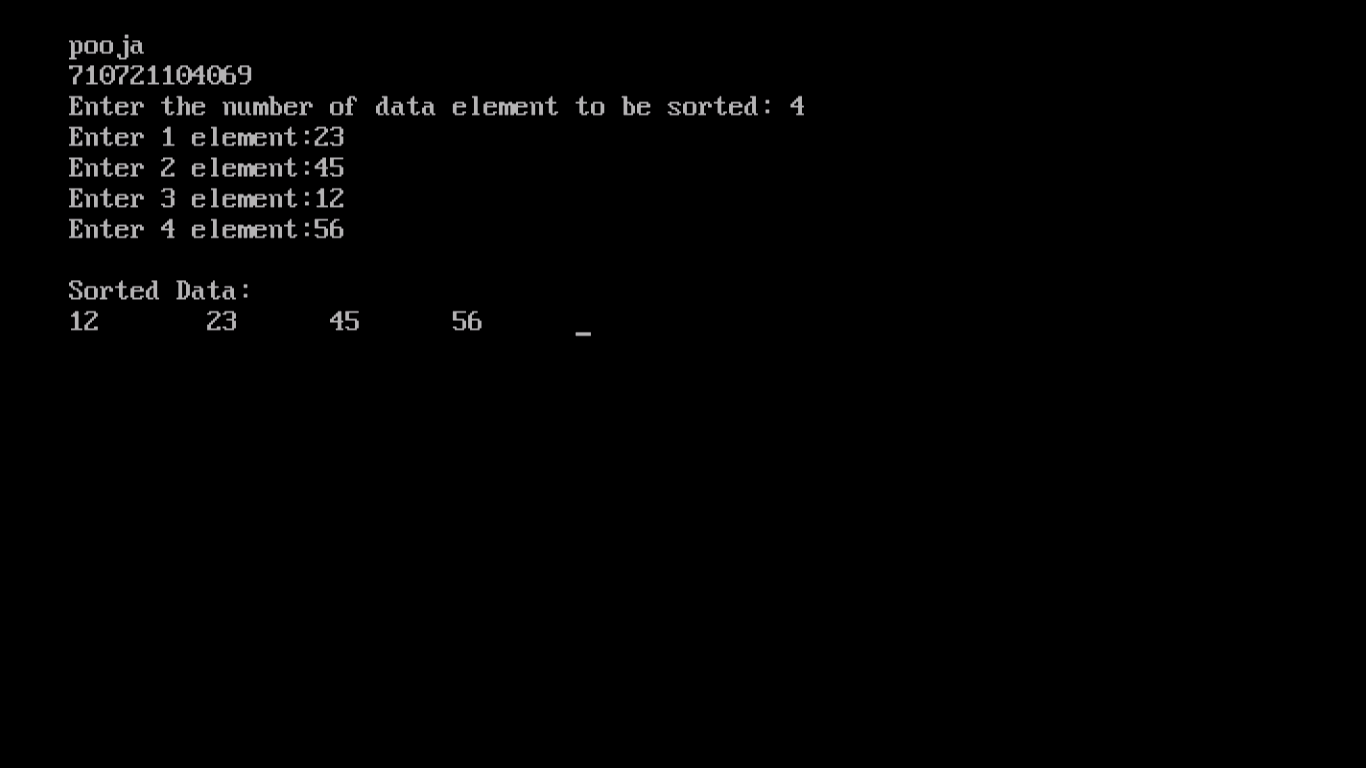 pooja
710721104069
Enter the number of data element to be sorted: 4
Enter 1 element:23
Enter 2 element:45
Enter 3 element:12
Enter 4 element:56
Sorted Data:
12 23 45 56 _